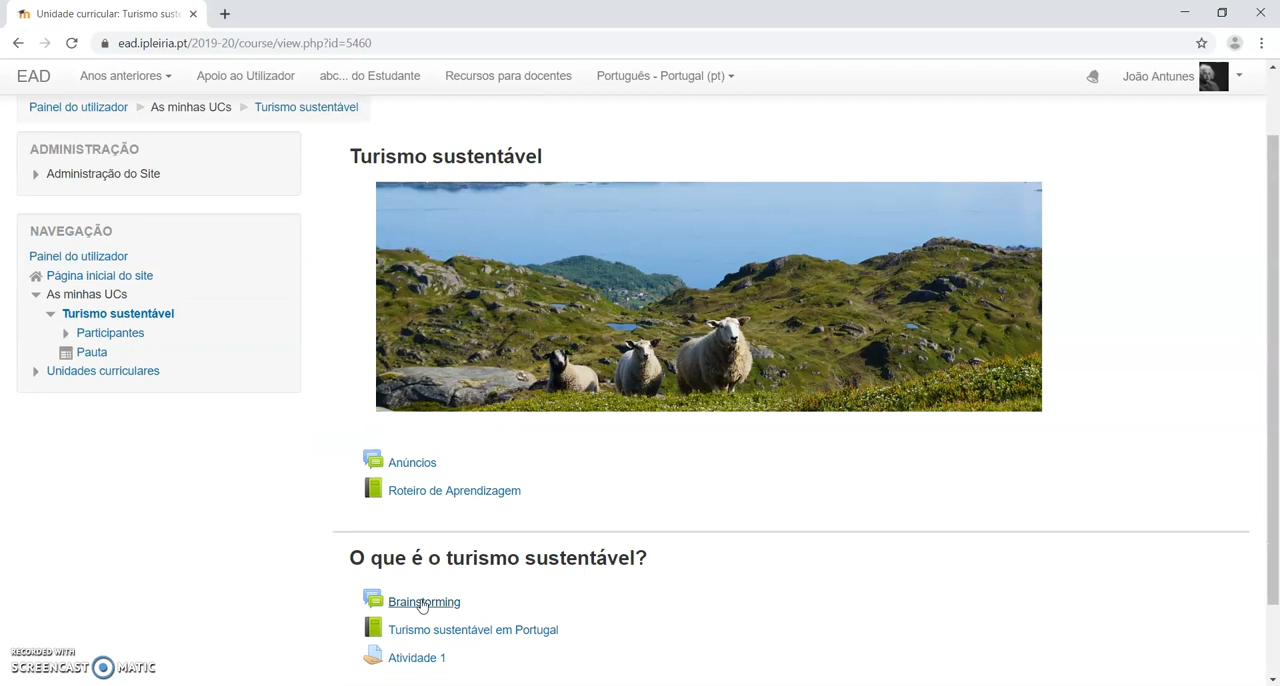 Unidade curricular: Turismo suste
ead.ipleiria.pt/2019-20/course/view.php?id=5460
EAD Anos anteriores Apoio ao Utilizador abc... do Estudante Recursos para docentes Português - Portugal (pt) João Antunes
Painel do utilizador As minhas UCs Turismo sustentável
ADMINISTRAÇÃO
Administração do Site
NAVEGAÇÃO
Painel do utilizador
Página inicial do site
As minhas UCs
Turismo sustentável
Participantes
Pauta
Unidades curriculares
Turismo sustentável
Anúncios
Roteiro de Aprendizagem
O que é o turismo sustentável?
Brainstorming
Turismo sustentável em Portugal
Atividade 1
RECORDED WITH
SCREENCAST MATIC